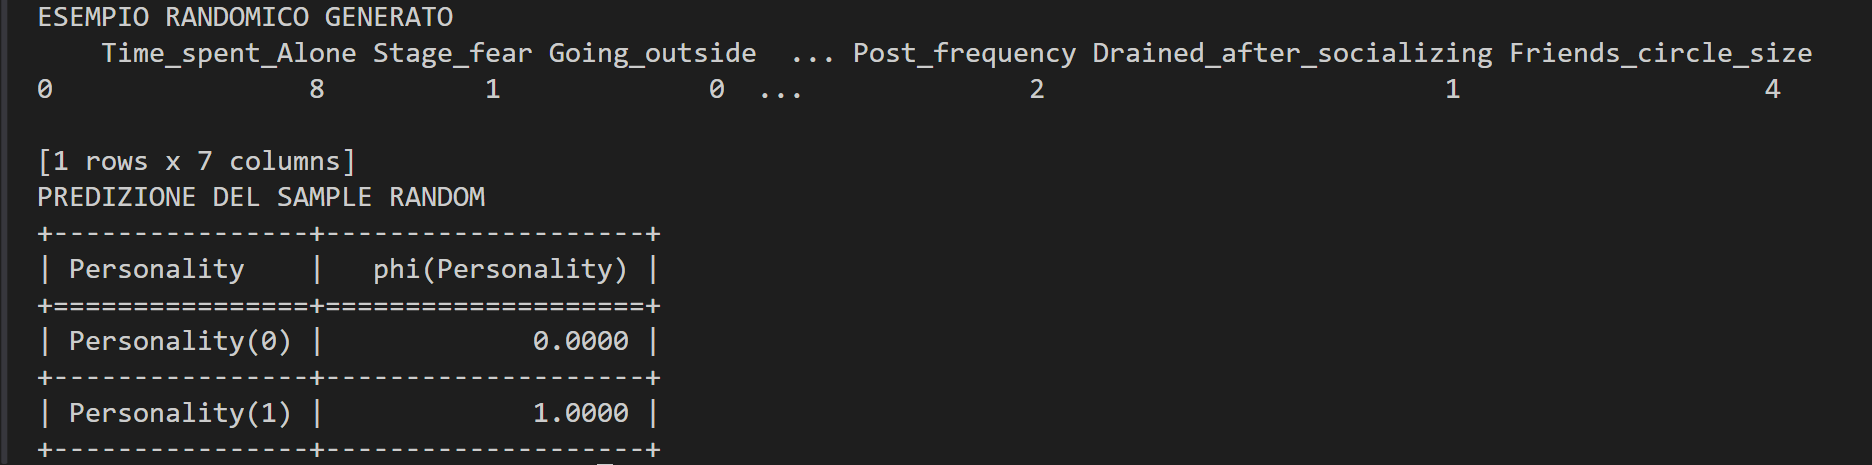 ESEMPIO RANDOMICO GENERATO
    Time_spent_Alone Stage_fear Going_outside  ... Post_frequency Drained_after_socializing Friends_circle_size
0                8          1             0  ...              2                         1                   4
[1 rows x 7 columns]
PREDIZIONE DEL SAMPLE RANDOM
+----------------+--------------------+
| Personality    |   phi(Personality) |
+================+====================+
| Personality(0) |             0.0000 |
+----------------+--------------------+
| Personality(1) |             1.0000 |
+----------------+--------------------+